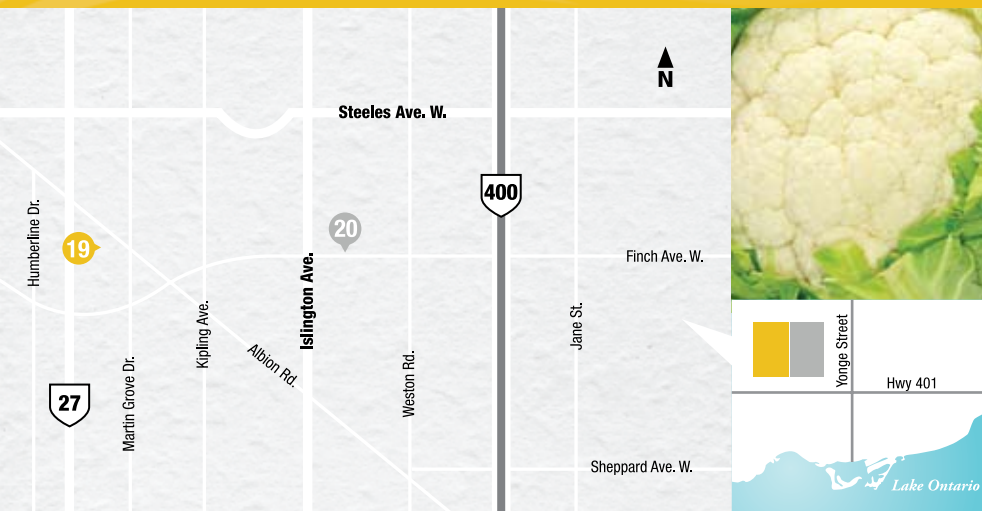 N
Steeles Ave. W.
400
Humberline Dr.
19
20
Finch Ave. W.
Islington Ave.
Kipling Ave.
Jane St.
Albion Rd.
Martin Grove Dr.
Weston Rd.
27
Sheppard Ave. W.
Yonge Street
Hwy 401
Lake Ontario